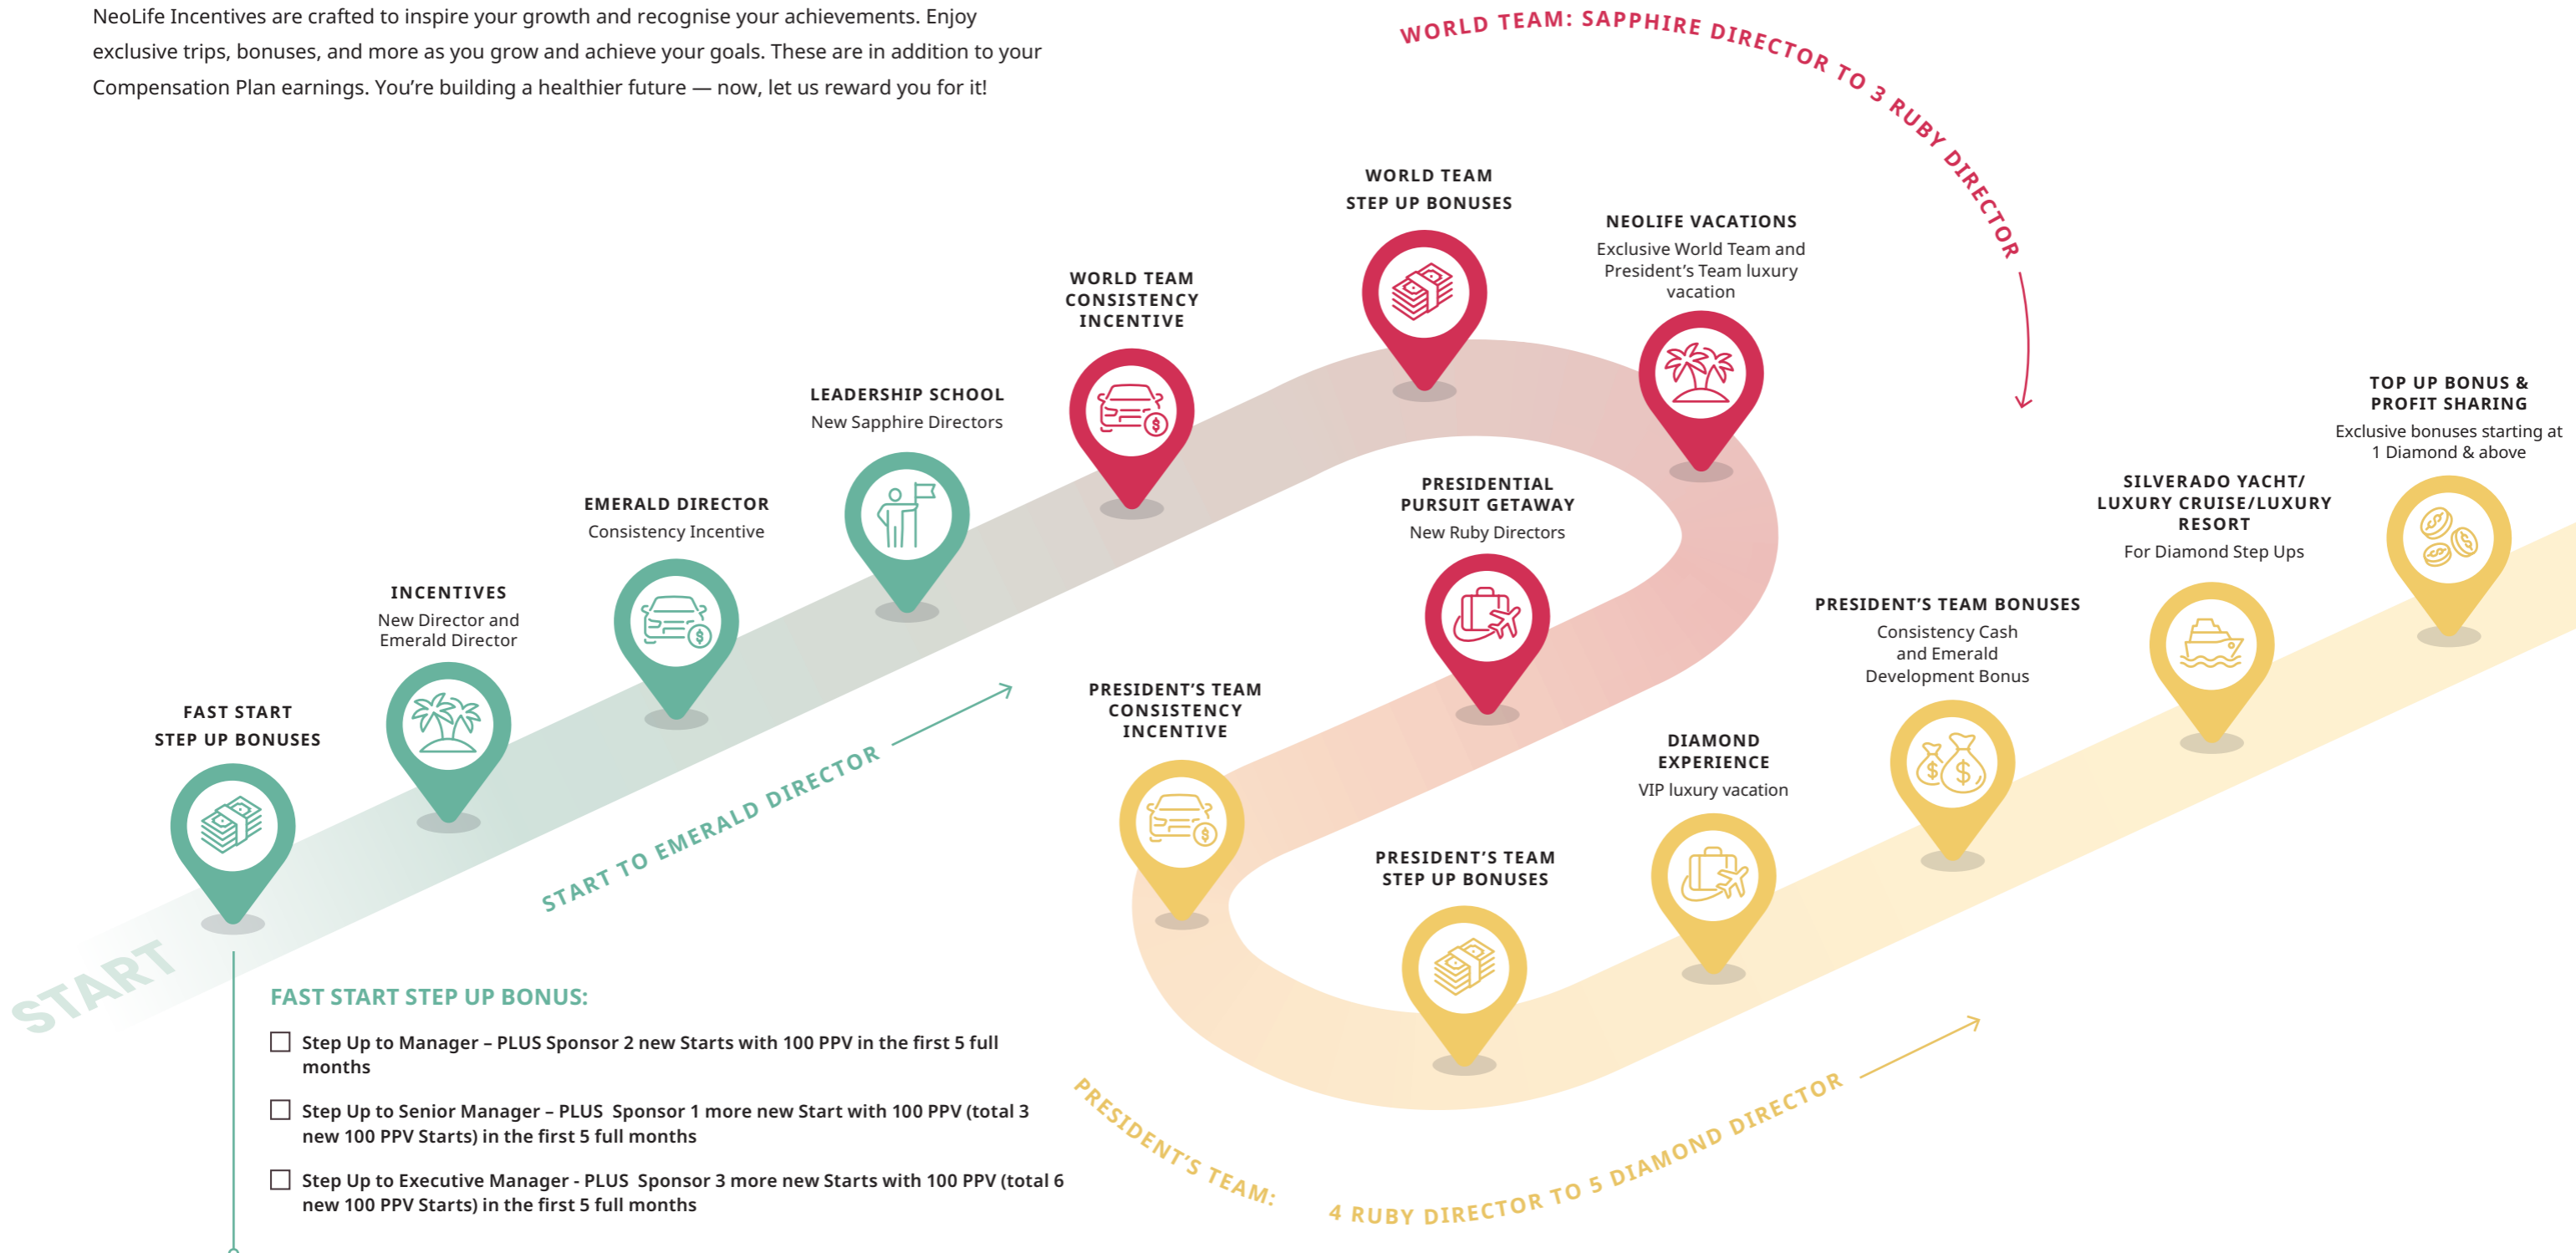 NeoLife Incentives are crafted to inspire your growth and recognise your achievements. Enjoy
exclusive trips, bonuses, and more as you grow and achieve your goals. These are in addition to your
Compensation Plan earnings. You’re building a healthier future — now, let us reward you for it!
WORLD TEAM: SAPPHIRE DIRECTOR TO 3 RUBY DIRECTOR
START
FAST START
STEP UP BONUSES
INCENTIVES
New Director and
Emerald Director
EMERALD DIRECTOR
Consistency Incentive
LEADERSHIP SCHOOL
New Sapphire Directors
START TO EMERALD DIRECTOR
WORLD TEAM
CONSISTENCY
INCENTIVE
WORLD TEAM
STEP UP BONUSES
NEOLIFE VACATIONS
Exclusive World Team and
President’s Team luxury
vacation
PRESIDENTIAL
PURSUIT GETAWAY
New Ruby Directors
PRESIDENT’S TEAM
CONSISTENCY
INCENTIVE
PRESIDENT’S TEAM
STEP UP BONUSES
DIAMOND
EXPERIENCE
VIP luxury vacation
PRESIDENT’S TEAM BONUSES
Consistency Cash
and Emerald
Development Bonus
SILVERADO YACHT/
LUXURY CRUISE/LUXURY
RESORT
For Diamond Step Ups
TOP UP BONUS &
PROFIT SHARING
Exclusive bonuses starting at
1 Diamond & above
PRESIDENT’S TEAM: 4 RUBY DIRECTOR TO 5 DIAMOND DIRECTOR
FAST START STEP UP BONUS:
Step Up to Manager – PLUS Sponsor 2 new Starts with 100 PPV in the first 5 full
months
Step Up to Senior Manager – PLUS Sponsor 1 more new Start with 100 PPV (total 3
new 100 PPV Starts) in the first 5 full months
Step Up to Executive Manager - PLUS Sponsor 3 more new Starts with 100 PPV (total 6
new 100 PPV Starts) in the first 5 full months